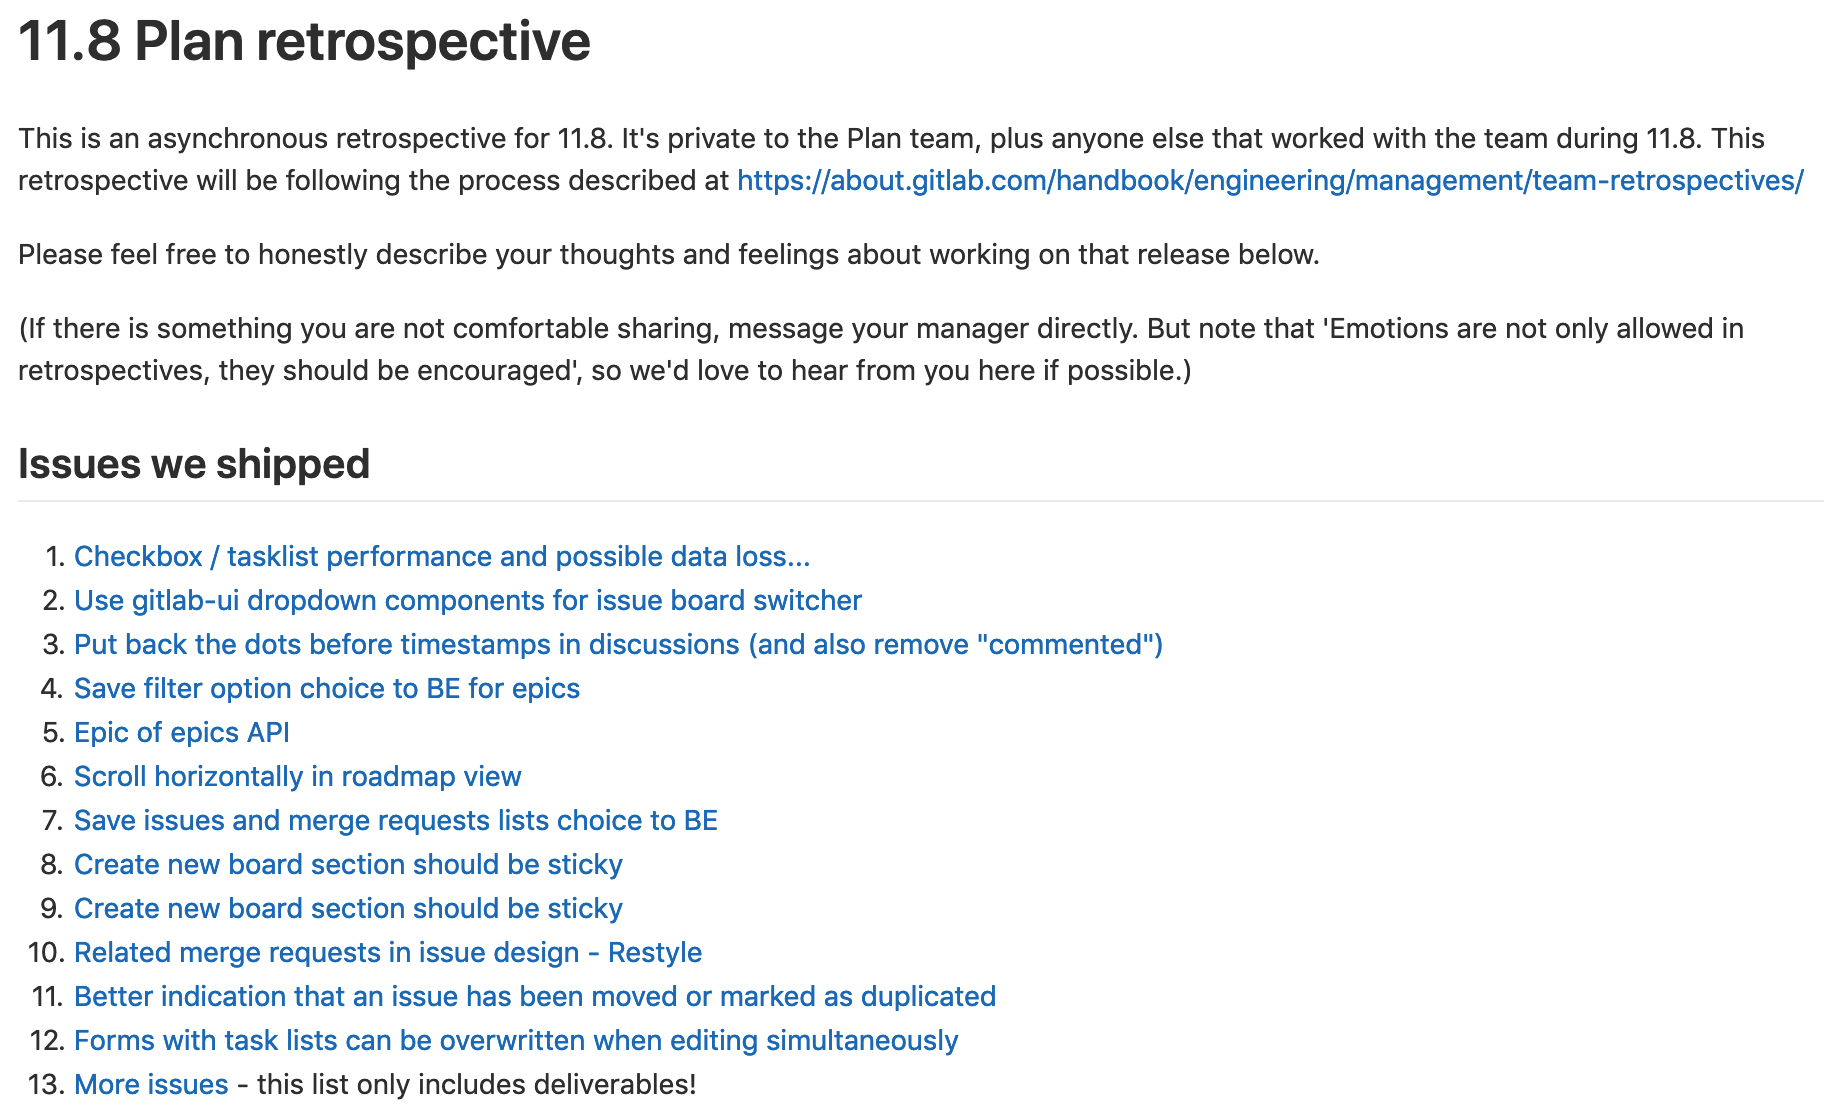 11.8 Plan retrospective
This is an asynchronous retrospective for 11.8. It's private to the Plan team, plus anyone else that worked with the team during 11.8. This
retrospective will be following the process described at https://about.gitlab.com/handbook/engineering/management/team-retrospectives/
Please feel free to honestly describe your thoughts and feelings about working on that release below.
(If there is something you are not comfortable sharing, message your manager directly. But note that 'Emotions are not only allowed in
retrospectives, they should be encouraged', so we'd love to hear from you here if possible.)
Issues we shipped
1. Checkbox / tasklist performance and possible data loss...
2. Use gitlab-ui dropdown components for issue board switcher
3. Put back the dots before timestamps in discussions (and also remove "commented")
4. Save filter option choice to BE for epics
5. Epic of epics API
6. Scroll horizontally in roadmap view
7. Save issues and merge requests lists choice to BE
8. Create new board section should be sticky
9. Create new board section should be sticky
10. Related merge requests in issue design - Restyle
11. Better indication that an issue has been moved or marked as duplicated
12. Forms with task lists can be overwritten when editing simultaneously
13. More issues - this list only includes deliverables!